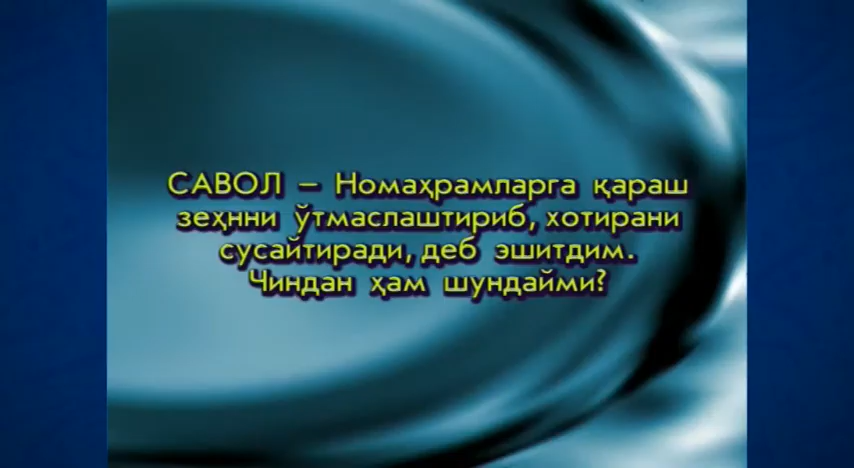 САВОЛ – Номаҳрамларга қараш
зеҳнни ўтмаслаштириб, хотирани
сусайтиради, деб эшитдим.
Чиндан ҳам шундайми?